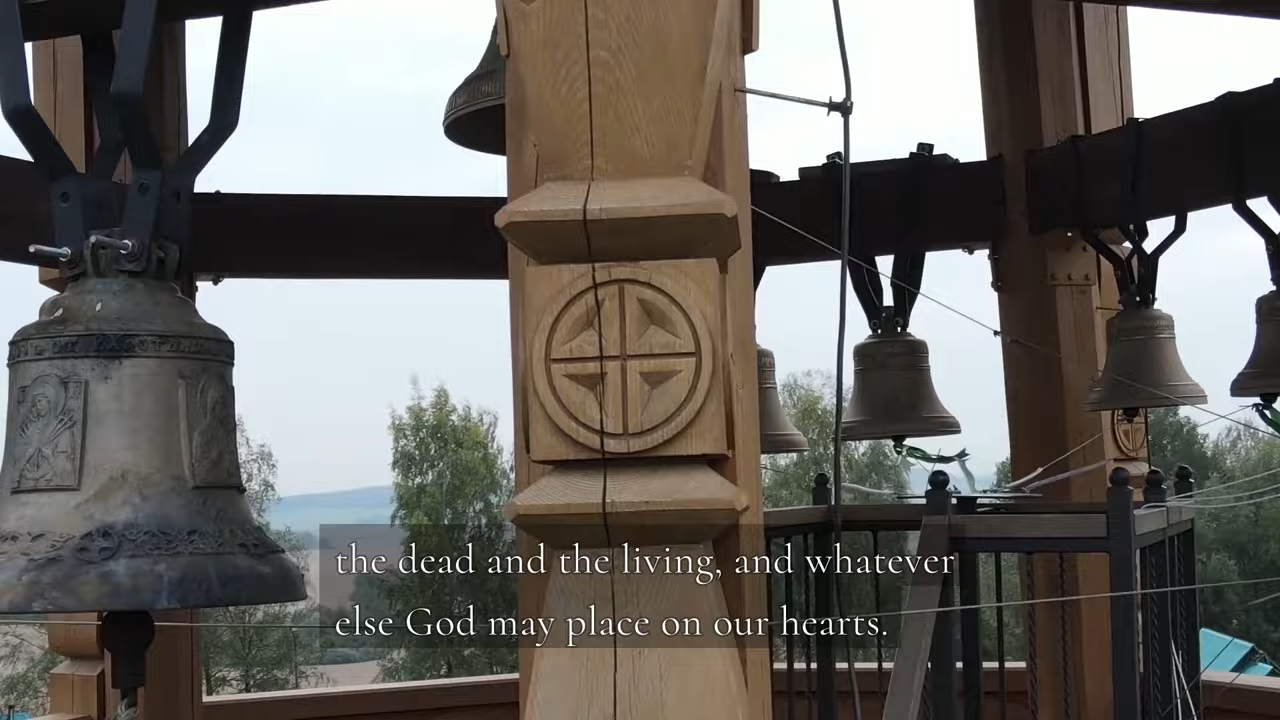 the dead and the living, and whatever
else God may place on our hearts.